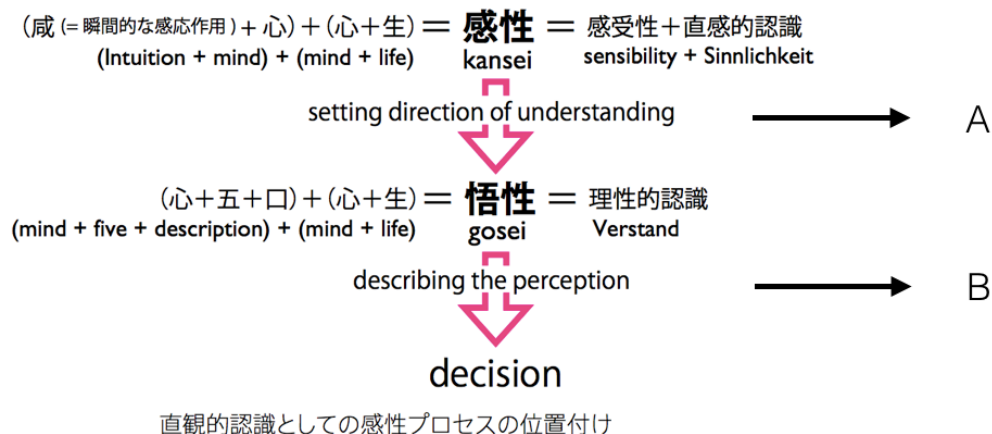 (咸 (= 瞬間的な感応作用) + 心) + (心+生) = 感性 = 感受性+直感的認識
(Intuition + mind) + (mind + life) kansei sensibility + Sinnlichkeit
setting direction of understanding A
(心+五+口) + (心+生) = 悟性 = 理性的認識
(mind + five + description) + (mind + life) gosei Verstand
describing the perception B
decision
直観的認識としての感性プロセスの位置付け